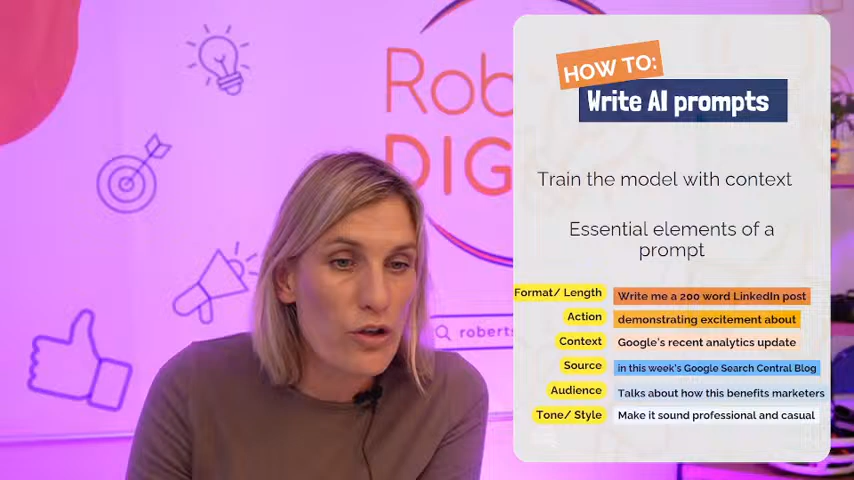 HOW TO:
Write AI prompts
Train the model with context
Essential elements of a
prompt
Format/ Length Write me a 200 word LinkedIn post
Action demonstrating excitement about
Context Google's recent analytics update
Source in this week's Google Search Central Blog
Audience Talks about how this benefits marketers
Tone/ Style Make it sound professional and casual
Rob
DIG
roberts